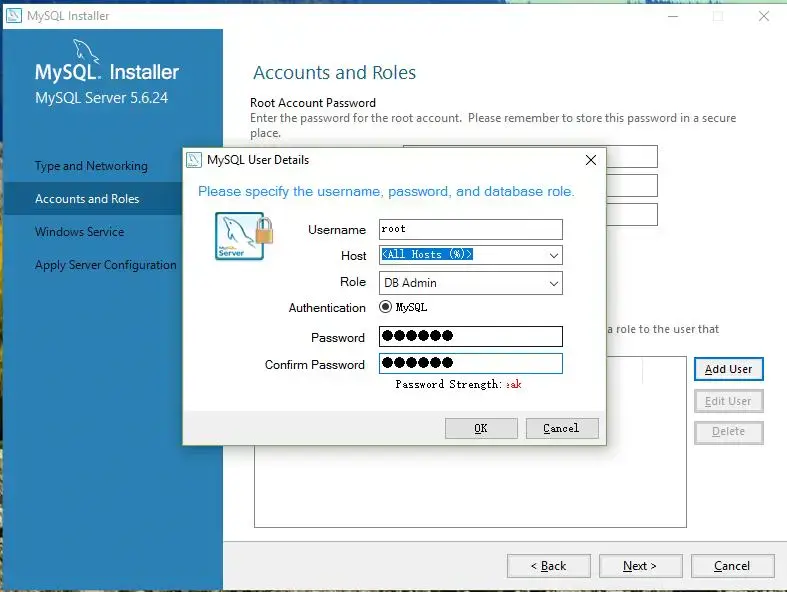 MySQL Installer
MySQL. Installer
MySQL Server 5.6.24
Type and Networking
Accounts and Roles
Windows Service
Apply Server Configuration
Accounts and Roles
Root Account Password
Enter the password for the root account. Please remember to store this password in a secure
place.
MySQL User Details
Please specify the username, password, and database role.
MySQL
Server
Username
root
Host
<All Hosts (%)>
Role
DB Admin
Authentication
MySQL
Password
●●●●●●
Confirm Password
●●●●●●
Password Strength: eak
OK
Cancel
a role to the user that
Add User
Edit User
Delete
< Back
Next >
Cancel